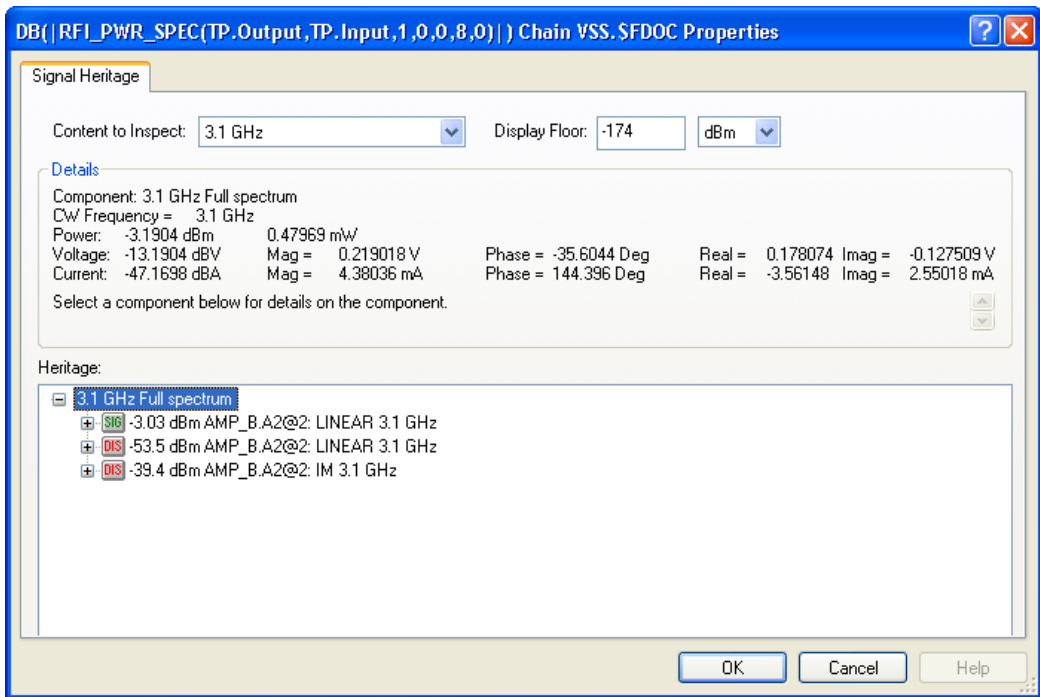 DB(|RFI_PWR_SPEC(TP.Output,TP.Input,1,0,0,8,0)|) Chain VSS.$FDOC Properties
Signal Heritage
Content to Inspect: 3.1 GHz Display Floor: -174 dBm
Details
Component: 3.1 GHz Full spectrum
CW Frequency = 3.1 GHz
Power: -3.1904 dBm 0.47969 mW
Voltage: -13.1904 dBV Mag = 0.219018 V Phase = -35.6044 Deg Real = 0.178074 Imag = -0.127509 V
Current: -47.1698 dBA Mag = 4.38036 mA Phase = 144.396 Deg Real = -3.56148 Imag = 2.55018 mA
Select a component below for details on the component.
Heritage:
3.1 GHz Full spectrum
SIG -3.03 dBm AMP_B.A2@2: LINEAR 3.1 GHz
DIS -53.5 dBm AMP_B.A2@2: LINEAR 3.1 GHz
DIS -39.4 dBm AMP_B.A2@2: IM 3.1 GHz
OK Cancel Help